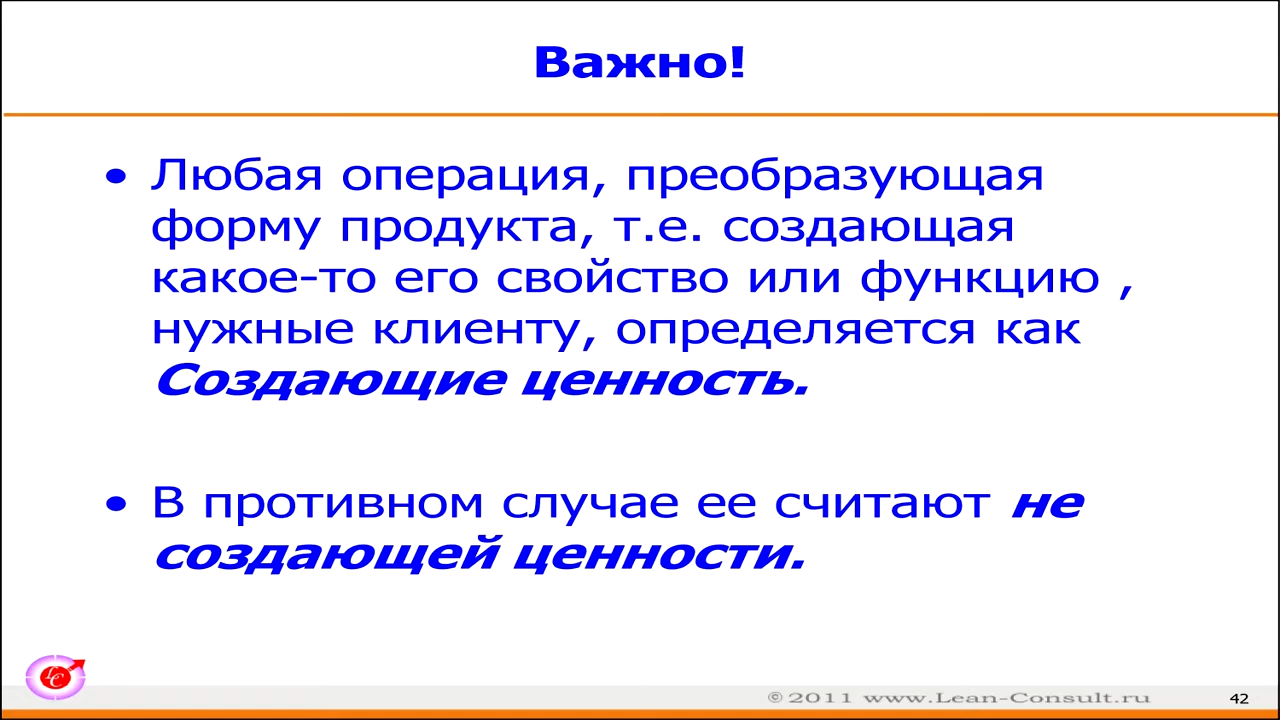 Важно!
• Любая операция, преобразующая
форму продукта, т.е. создающая
какое-то его свойство или функцию ,
нужные клиенту, определяется как
Создающие ценность.
• В противном случае ее считают не
создающей ценности.
LC
© 2011 www.Lean-Consult.ru
42